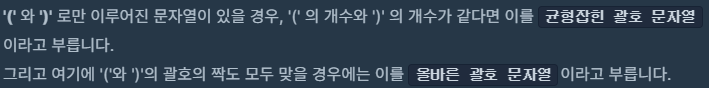 '(' 와 ')' 로만 이루어진 문자열이 있을 경우, '(' 의 개수와 ')' 의 개수가 같다면 이를 균형잡힌 괄호 문자열
이라고 부릅니다.
그리고 여기에 '('와 ')'의 괄호의 짝도 모두 맞을 경우에는 이를 올바른 괄호 문자열 이라고 부릅니다.